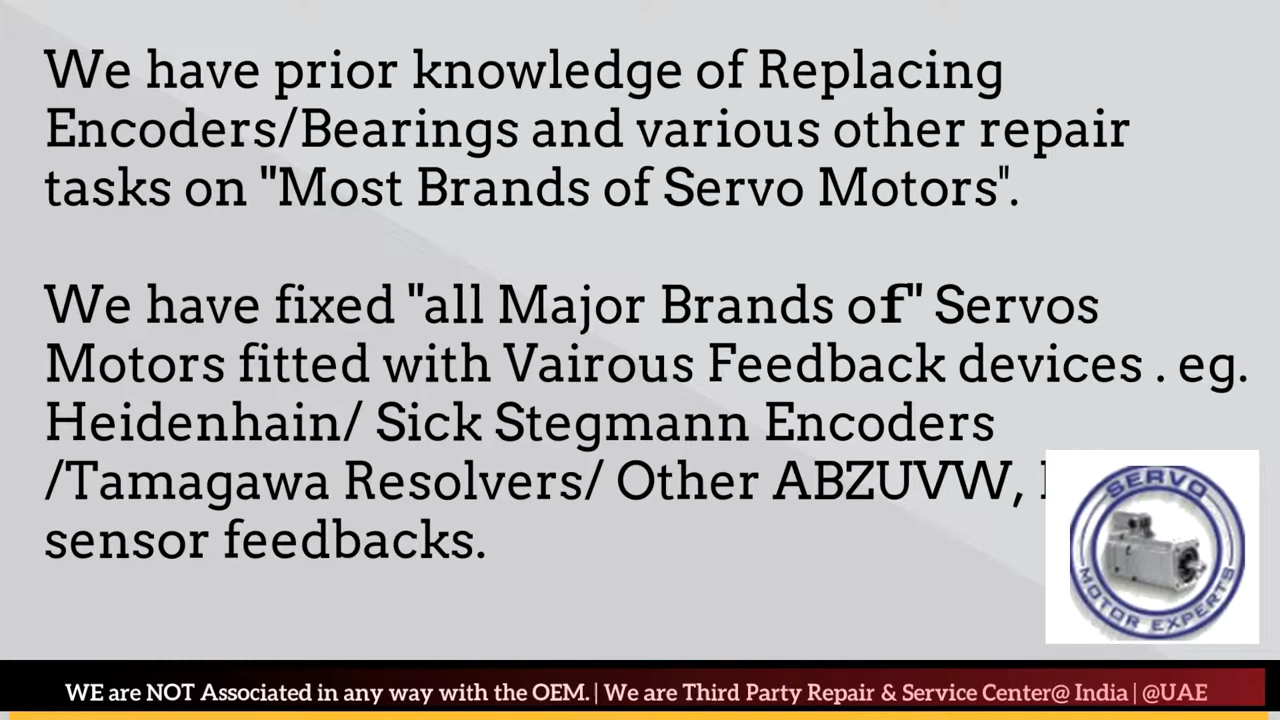 We have prior knowledge of Replacing
Encoders/Bearings and various other repair
tasks on "Most Brands of Servo Motors".
We have fixed "all Major Brands of" Servos
Motors fitted with Vairous Feedback devices . eg.
Heidenhain/ Sick Stegmann Encoders
/Tamagawa Resolvers/ Other ABZUVW,
sensor feedbacks.
SERVO
MOTOR EXPERTS
WE are NOT Associated in any way with the OEM. | We are Third Party Repair & Service Center@ India | @UAE